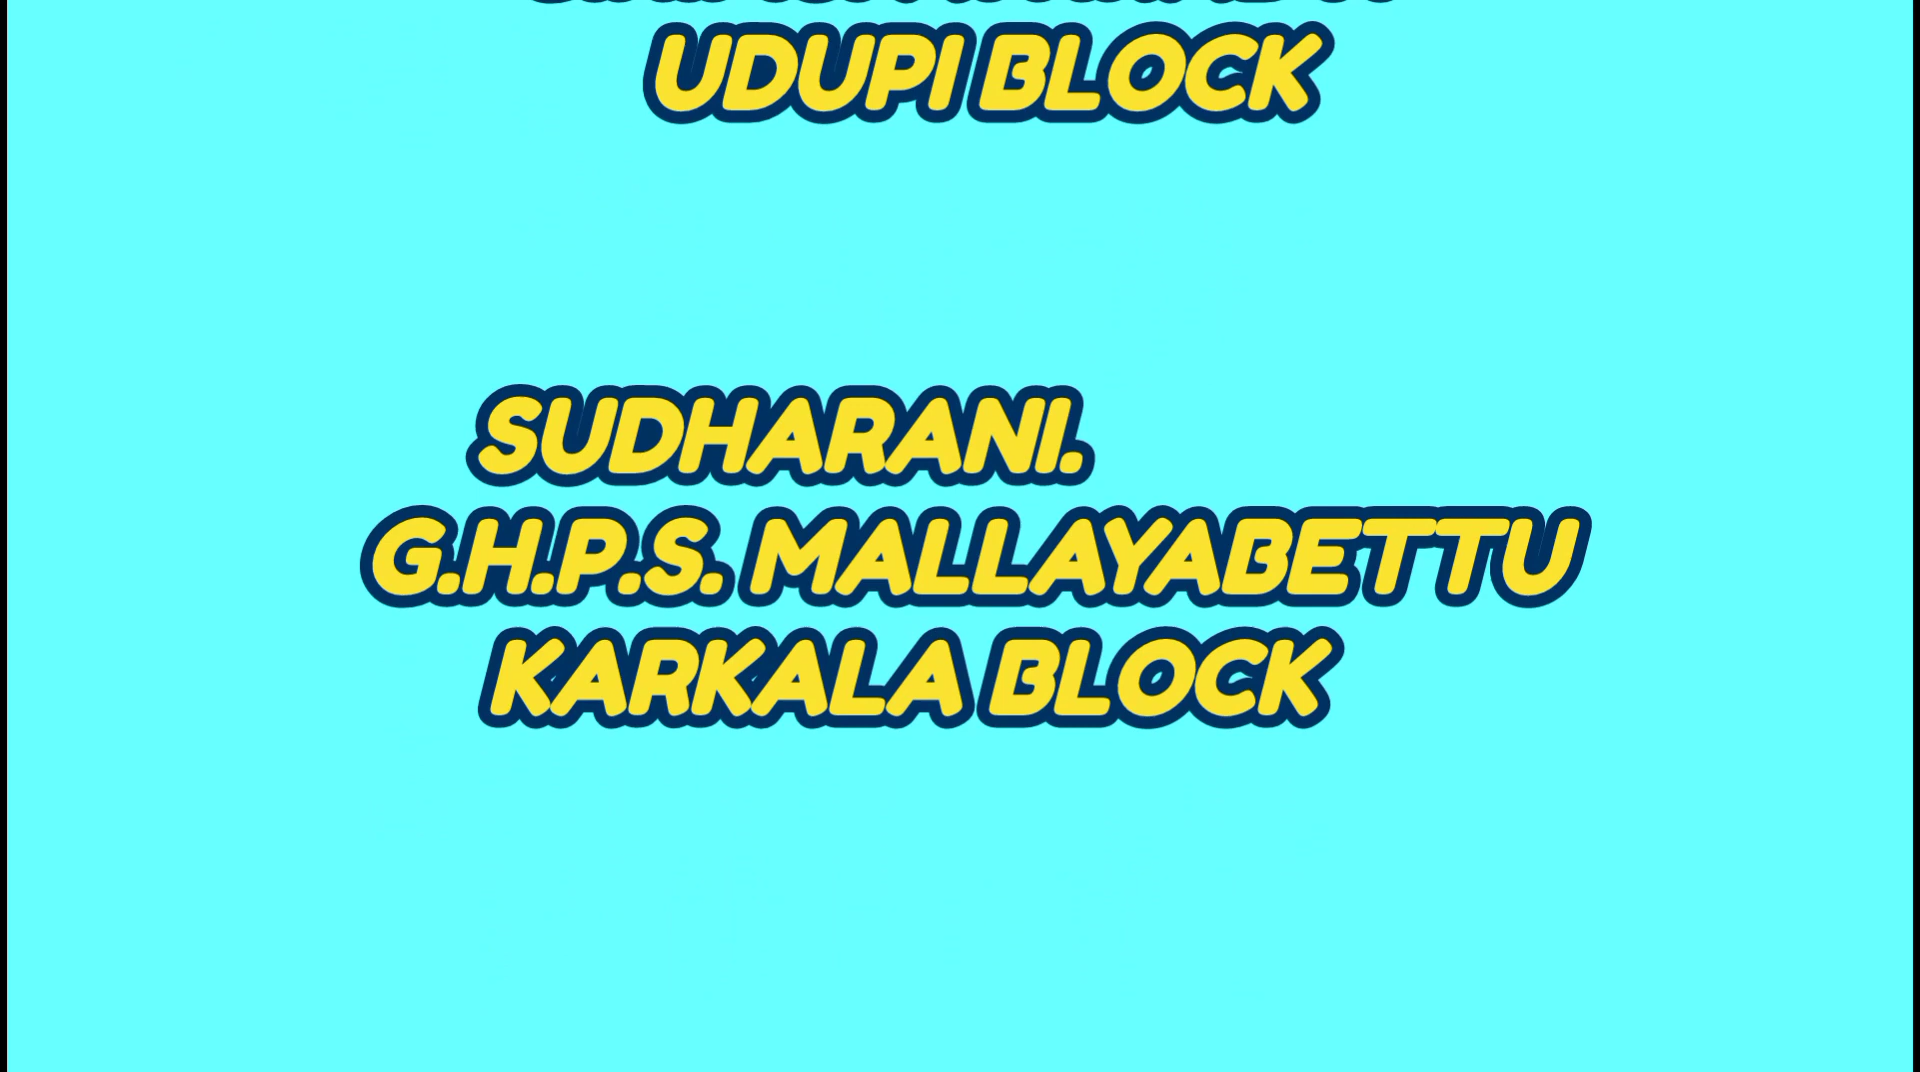 UDUPI BLOCK
SUDHARANI.
G.H.P.S. MALLAYABETTU
KARKALA BLOCK